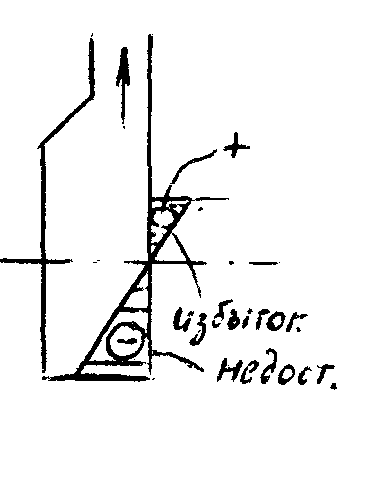 +
избыток
−
недост.